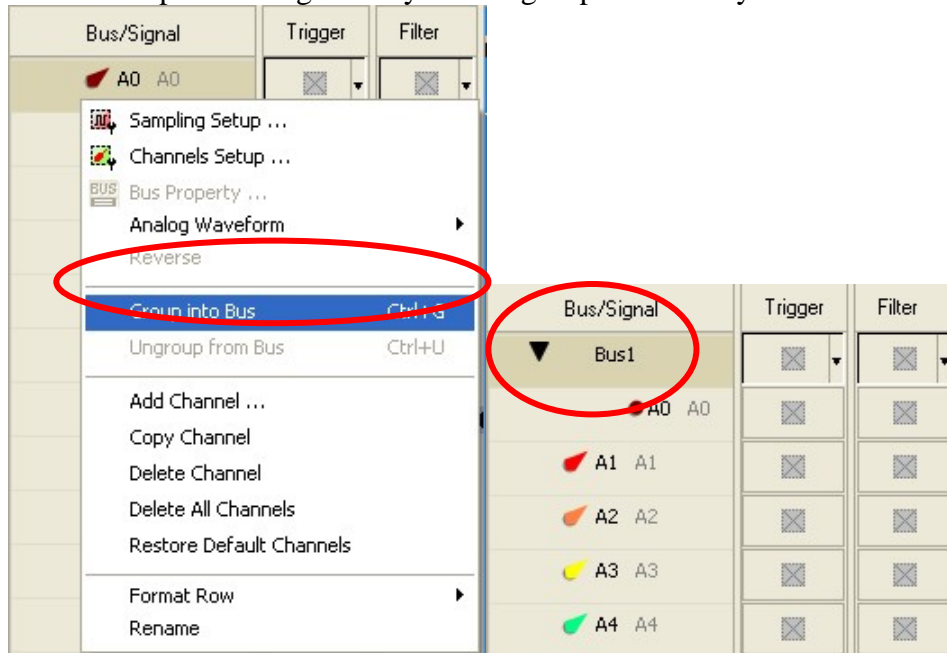 Bus/Signal Trigger Filter
A0 A0
Sampling Setup ...
Channels Setup ...
BUS Bus Property ...
Analog Waveform
Reverse
Group into Bus Ctrl+G
Ungroup from Bus Ctrl+U
Add Channel ...
Copy Channel
Delete Channel
Delete All Channels
Restore Default Channels
Format Row
Rename
Bus/Signal Trigger Filter
Bus1
A0 A0
A1 A1
A2 A2
A3 A3
A4 A4